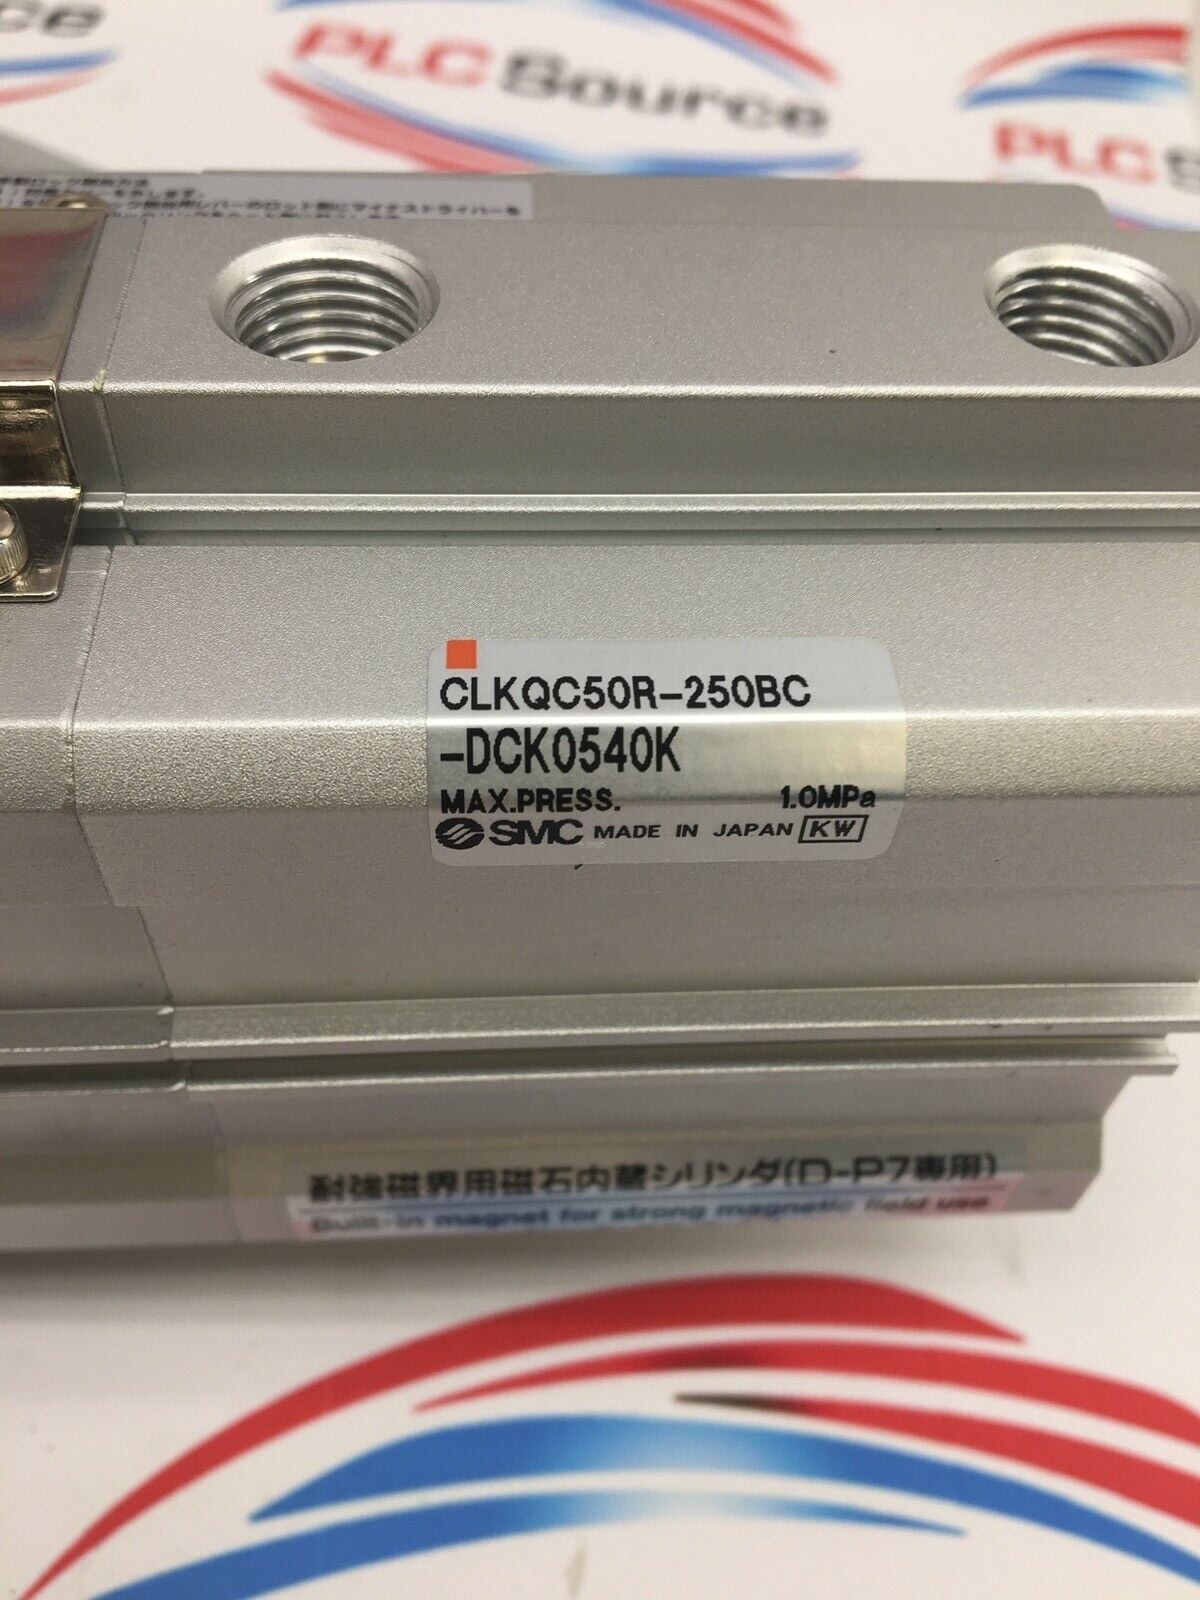 PLC Source
PLC S
CLKQC50R-250BC
-DCK0540K
MAX.PRESS. 1.0MPa
SMC MADE IN JAPAN KW
耐強磁界用磁石内蔵シリンダ(D-P7専用)
Built-in magnet for strong magnetic field use